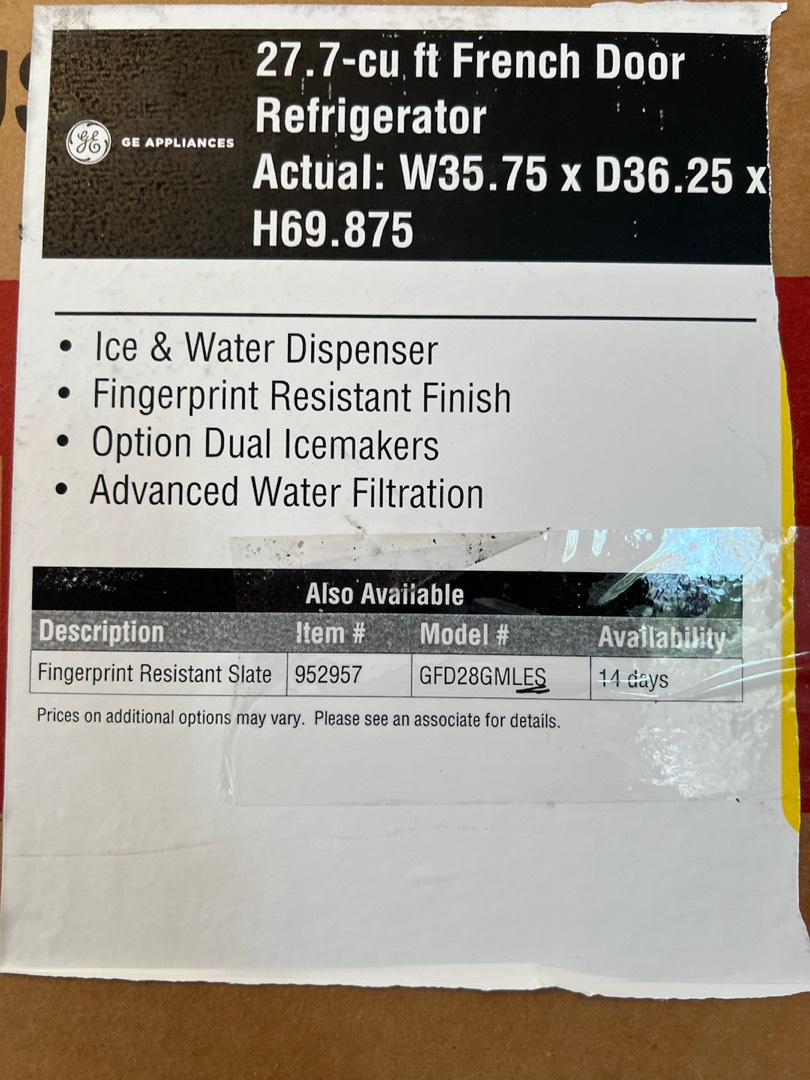 27.7-cu ft French Door
Refrigerator
GE APPLIANCES
Actual: W35.75 x D36.25 x
H69.875
• Ice & Water Dispenser
• Fingerprint Resistant Finish
• Option Dual Icemakers
• Advanced Water Filtration
Also Available
Description Item # Model # Availability
Fingerprint Resistant Slate 952957 GFD28GMLES 14 days
Prices on additional options may vary. Please see an associate for details.